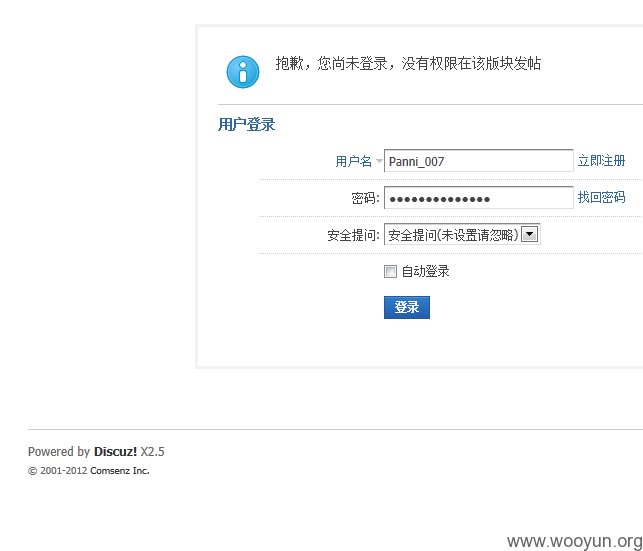 抱歉，您尚未登录，没有权限在该版块发帖
用户登录
用户名 Panni_007 立即注册
密码: ●●●●●●●●●●●●●● 找回密码
安全提问: 安全提问(未设置请忽略)
自动登录
登录
Powered by Discuz! X2.5
© 2001-2012 Comsenz Inc.
www.wooyun.org